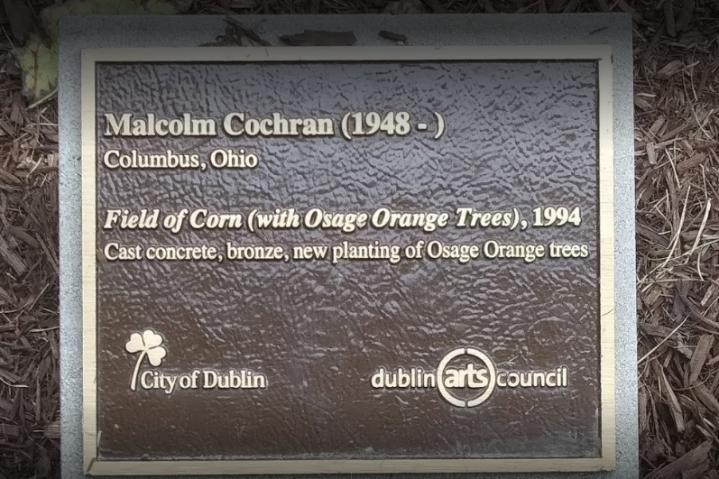 Malcolm Cochran (1948 - )
Columbus, Ohio
Field of Corn (with Osage Orange Trees), 1994
Cast concrete, bronze, new planting of Osage Orange trees
City of Dublin
dublin arts council